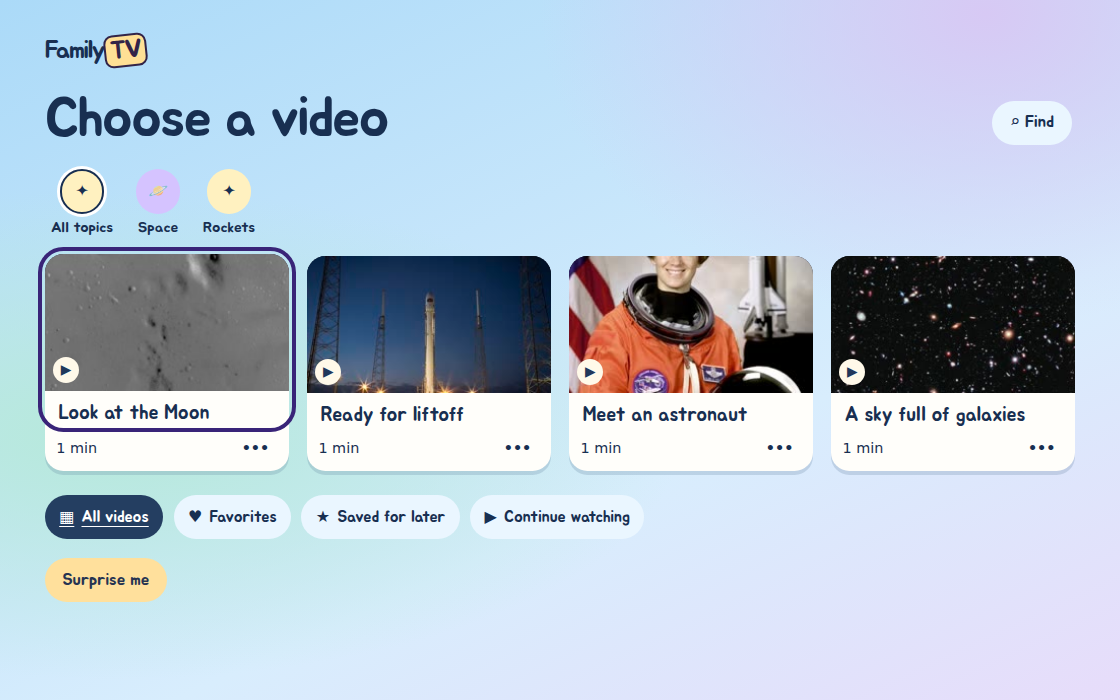 Family TV
Choose a video
Find
All topics
Space
Rockets
Look at the Moon
1 min
Ready for liftoff
1 min
Meet an astronaut
1 min
A sky full of galaxies
1 min
All videos
Favorites
Saved for later
Continue watching
Surprise me